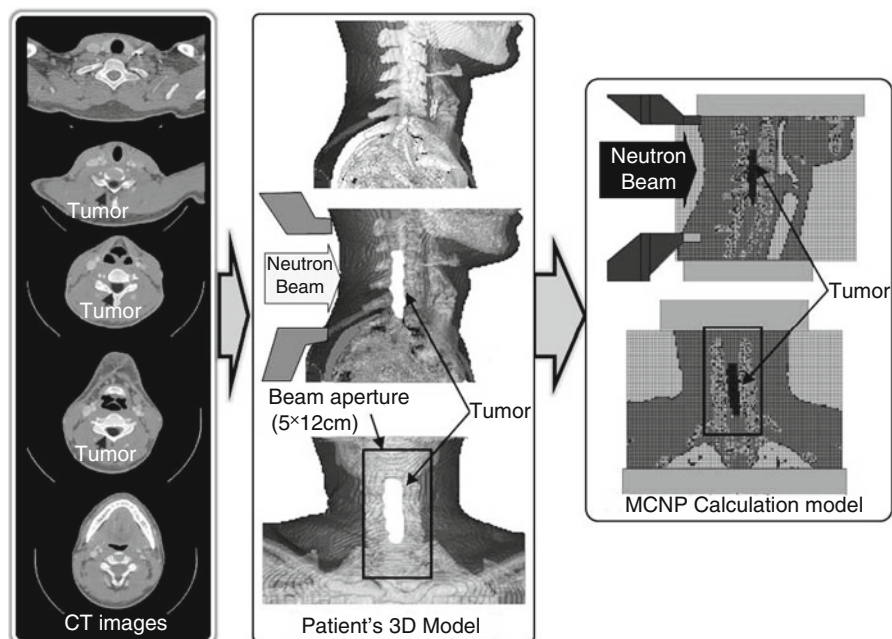 Tumor
Tumor
Tumor
CT images
Neutron
Beam
Beam aperture
(5×12cm)
Tumor
Patient's 3D Model
Neutron
Beam
Tumor
MCNP Calculation model